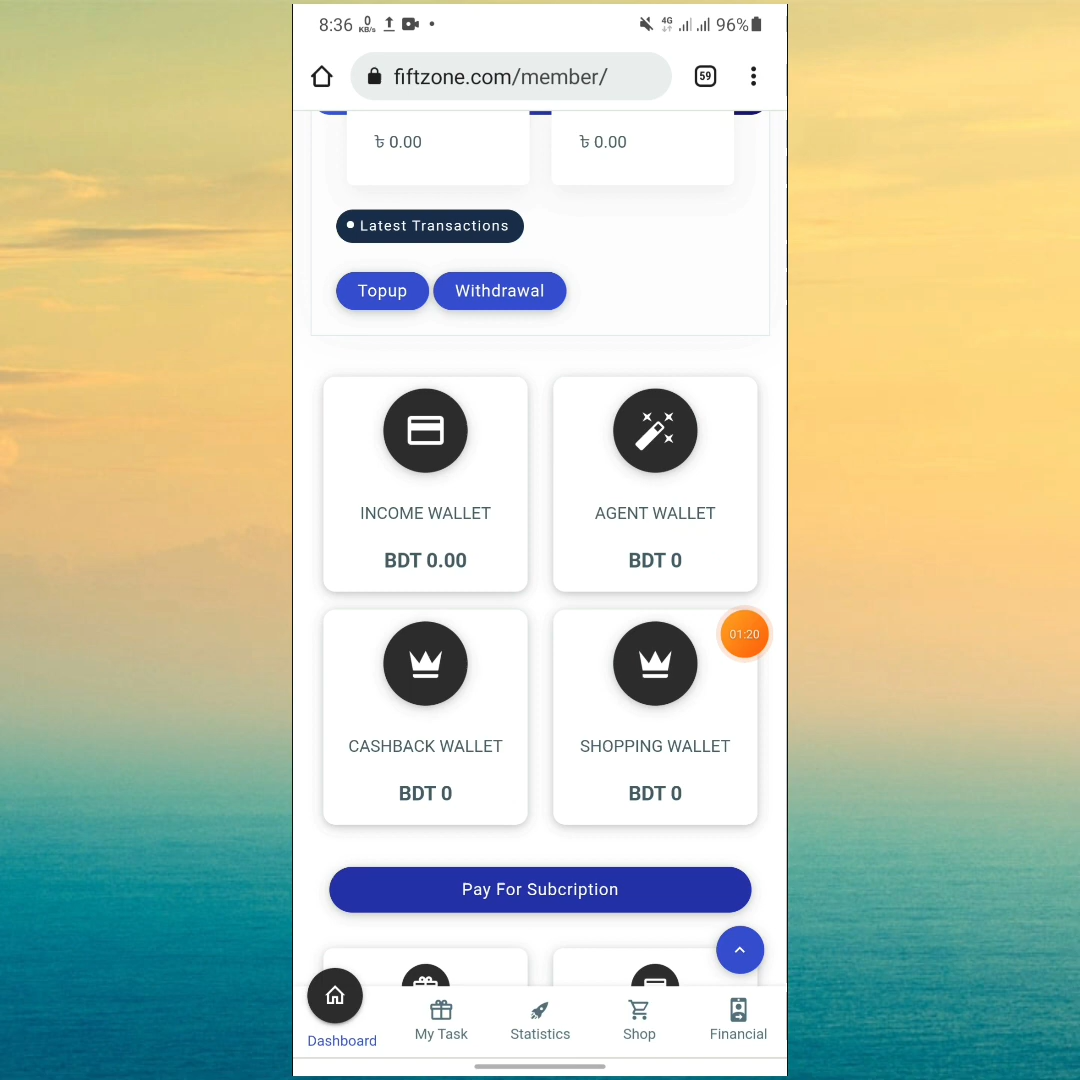 8:36 0 KB/s 4G 96%
fiftzone.com/member/ 59
৳ 0.00 ৳ 0.00
Latest Transactions
Topup Withdrawal
INCOME WALLET AGENT WALLET
BDT 0.00 BDT 0
01:20
CASHBACK WALLET SHOPPING WALLET
BDT 0 BDT 0
Pay For Subcription
Dashboard My Task Statistics Shop Financial